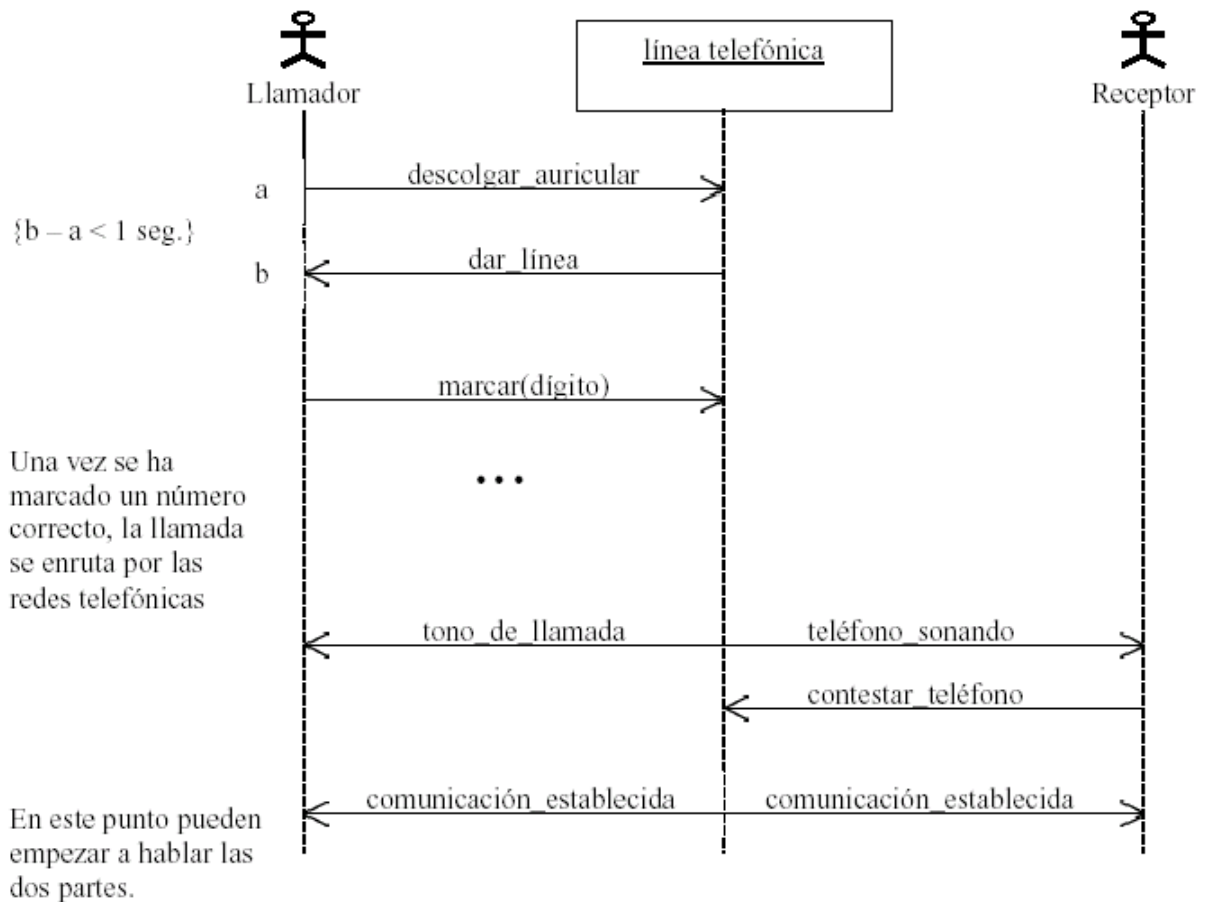 línea telefónica
Llamador
Receptor
a
descolgar_auricular
{b – a < 1 seg.}
b
dar_línea
marcar(dígito)
Una vez se ha
marcado un número
correcto, la llamada
se enruta por las
redes telefónicas
...
tono_de_llamada
teléfono_sonando
contestar_teléfono
comunicación_establecida
comunicación_establecida
En este punto pueden
empezar a hablar las
dos partes.